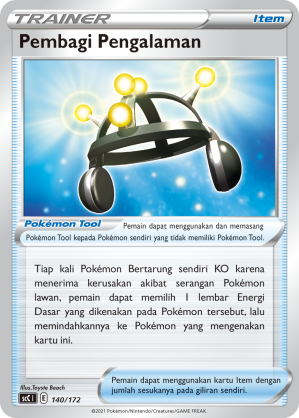 TRAINER Item
Pembagi Pengalaman
Pokémon Tool Pemain dapat menggunakan dan memasang
Pokémon Tool kepada Pokémon sendiri yang tidak memiliki Pokémon Tool.
Tiap kali Pokémon Bertarung sendiri KO karena
menerima kerusakan akibat serangan Pokémon
lawan, pemain dapat memilih 1 lembar Energi
Dasar yang dikenakan pada Pokémon tersebut, lalu
memindahkannya ke Pokémon yang mengenakan
kartu ini.
Illus.Toyste Beach
sc1 I E 140/172
Pemain dapat menggunakan kartu Item dengan
jumlah sesukanya pada giliran sendiri.
©2021 Pokémon/Nintendo/Creatures/GAME FREAK.